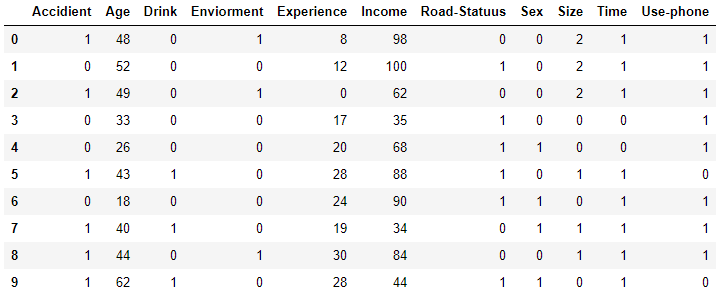 Accidient Age Drink Enviorment Experience Income Road-Statuus Sex Size Time Use-phone
0 1 48 0 1 8 98 0 0 2 1 1
1 0 52 0 0 12 100 1 0 2 1 1
2 1 49 0 1 0 62 0 0 2 1 1
3 0 33 0 0 17 35 1 0 0 0 1
4 0 26 0 0 20 68 1 1 0 0 1
5 1 43 1 0 28 88 1 0 1 1 0
6 0 18 0 0 24 90 1 1 0 1 1
7 1 40 1 0 19 34 0 1 1 1 1
8 1 44 0 1 30 84 0 0 1 1 1
9 1 62 1 0 28 44 1 1 0 1 0